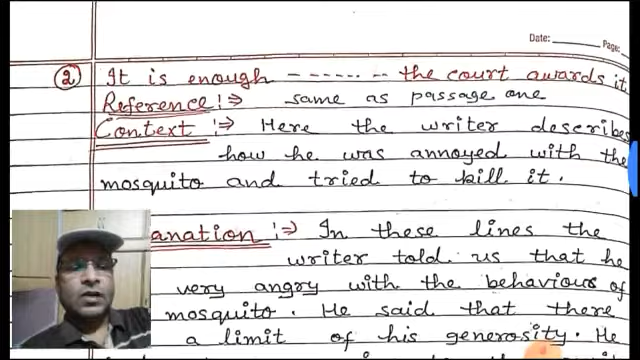 Date: Page:
② It is enough ------- the court awards it.
Reference :⇒ same as passage one
Context :⇒ Here the writer describes
how he was annoyed with the
mosquito and tried to kill it.
anation :⇒ In these lines the
writer told us that he
very angry with the behaviour of
mosquito. He said that there
a limit of his generosity. He